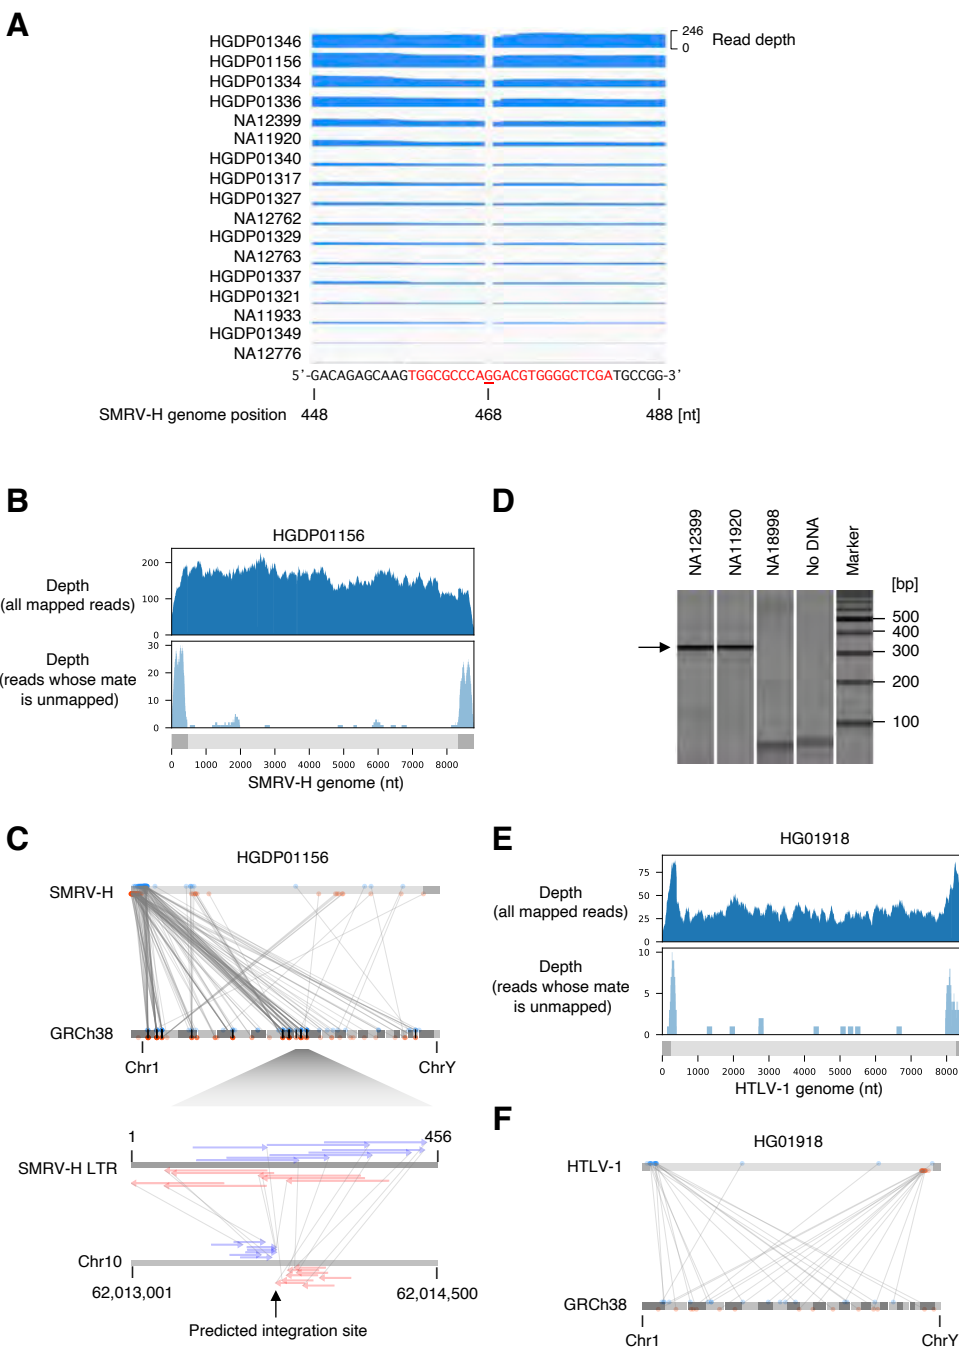 A
HGDP01346
HGDP01156
HGDP01334
HGDP01336
NA12399
NA11920
HGDP01340
HGDP01317
HGDP01327
NA12762
HGDP01329
NA12763
HGDP01337
HGDP01321
NA11933
HGDP01349
NA12776
246
0
Read depth
5’-GACAGAGCAAGTGGCGCCCAGGACGTGGGGCTCGATGCCGG-3’
SMRV-H genome position 448 468 488 [nt]
B
HGDP01156
Depth
(all mapped reads)
200
100
0
Depth
(reads whose mate
is unmapped)
30
20
10
0
0 1000 2000 3000 4000 5000 6000 7000 8000
SMRV-H genome (nt)
C
HGDP01156
SMRV-H
GRCh38
Chr1 ChrY
1 456
SMRV-H LTR
Chr10
62,013,001 62,014,500
Predicted integration site
D
NA12399
NA11920
NA18998
No DNA
Marker
[bp]
500
400
300
200
100
E
HG01918
Depth
(all mapped reads)
75
50
25
0
Depth
(reads whose mate
is unmapped)
10
5
0
0 1000 2000 3000 4000 5000 6000 7000 8000
HTLV-1 genome (nt)
F
HG01918
HTLV-1
GRCh38
Chr1 ChrY